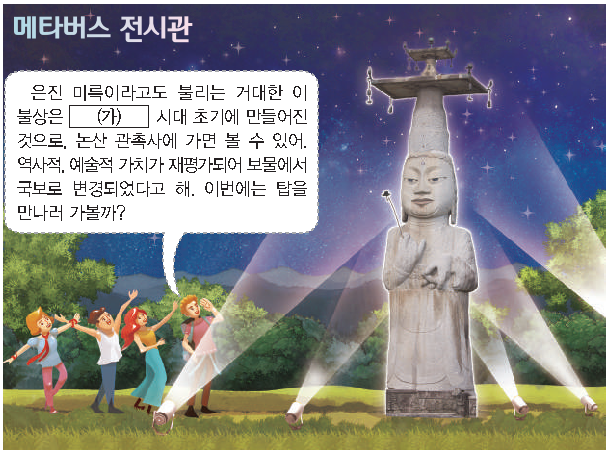 메타버스 전시관
은진 미륵이라고도 불리는 거대한 이
불상은 (가) 시대 초기에 만들어진
것으로, 논산 관촉사에 가면 볼 수 있어.
역사적, 예술적 가치가 재평가되어 보물에서
국보로 변경되었다고 해. 이번에는 탑을
만나러 가볼까?